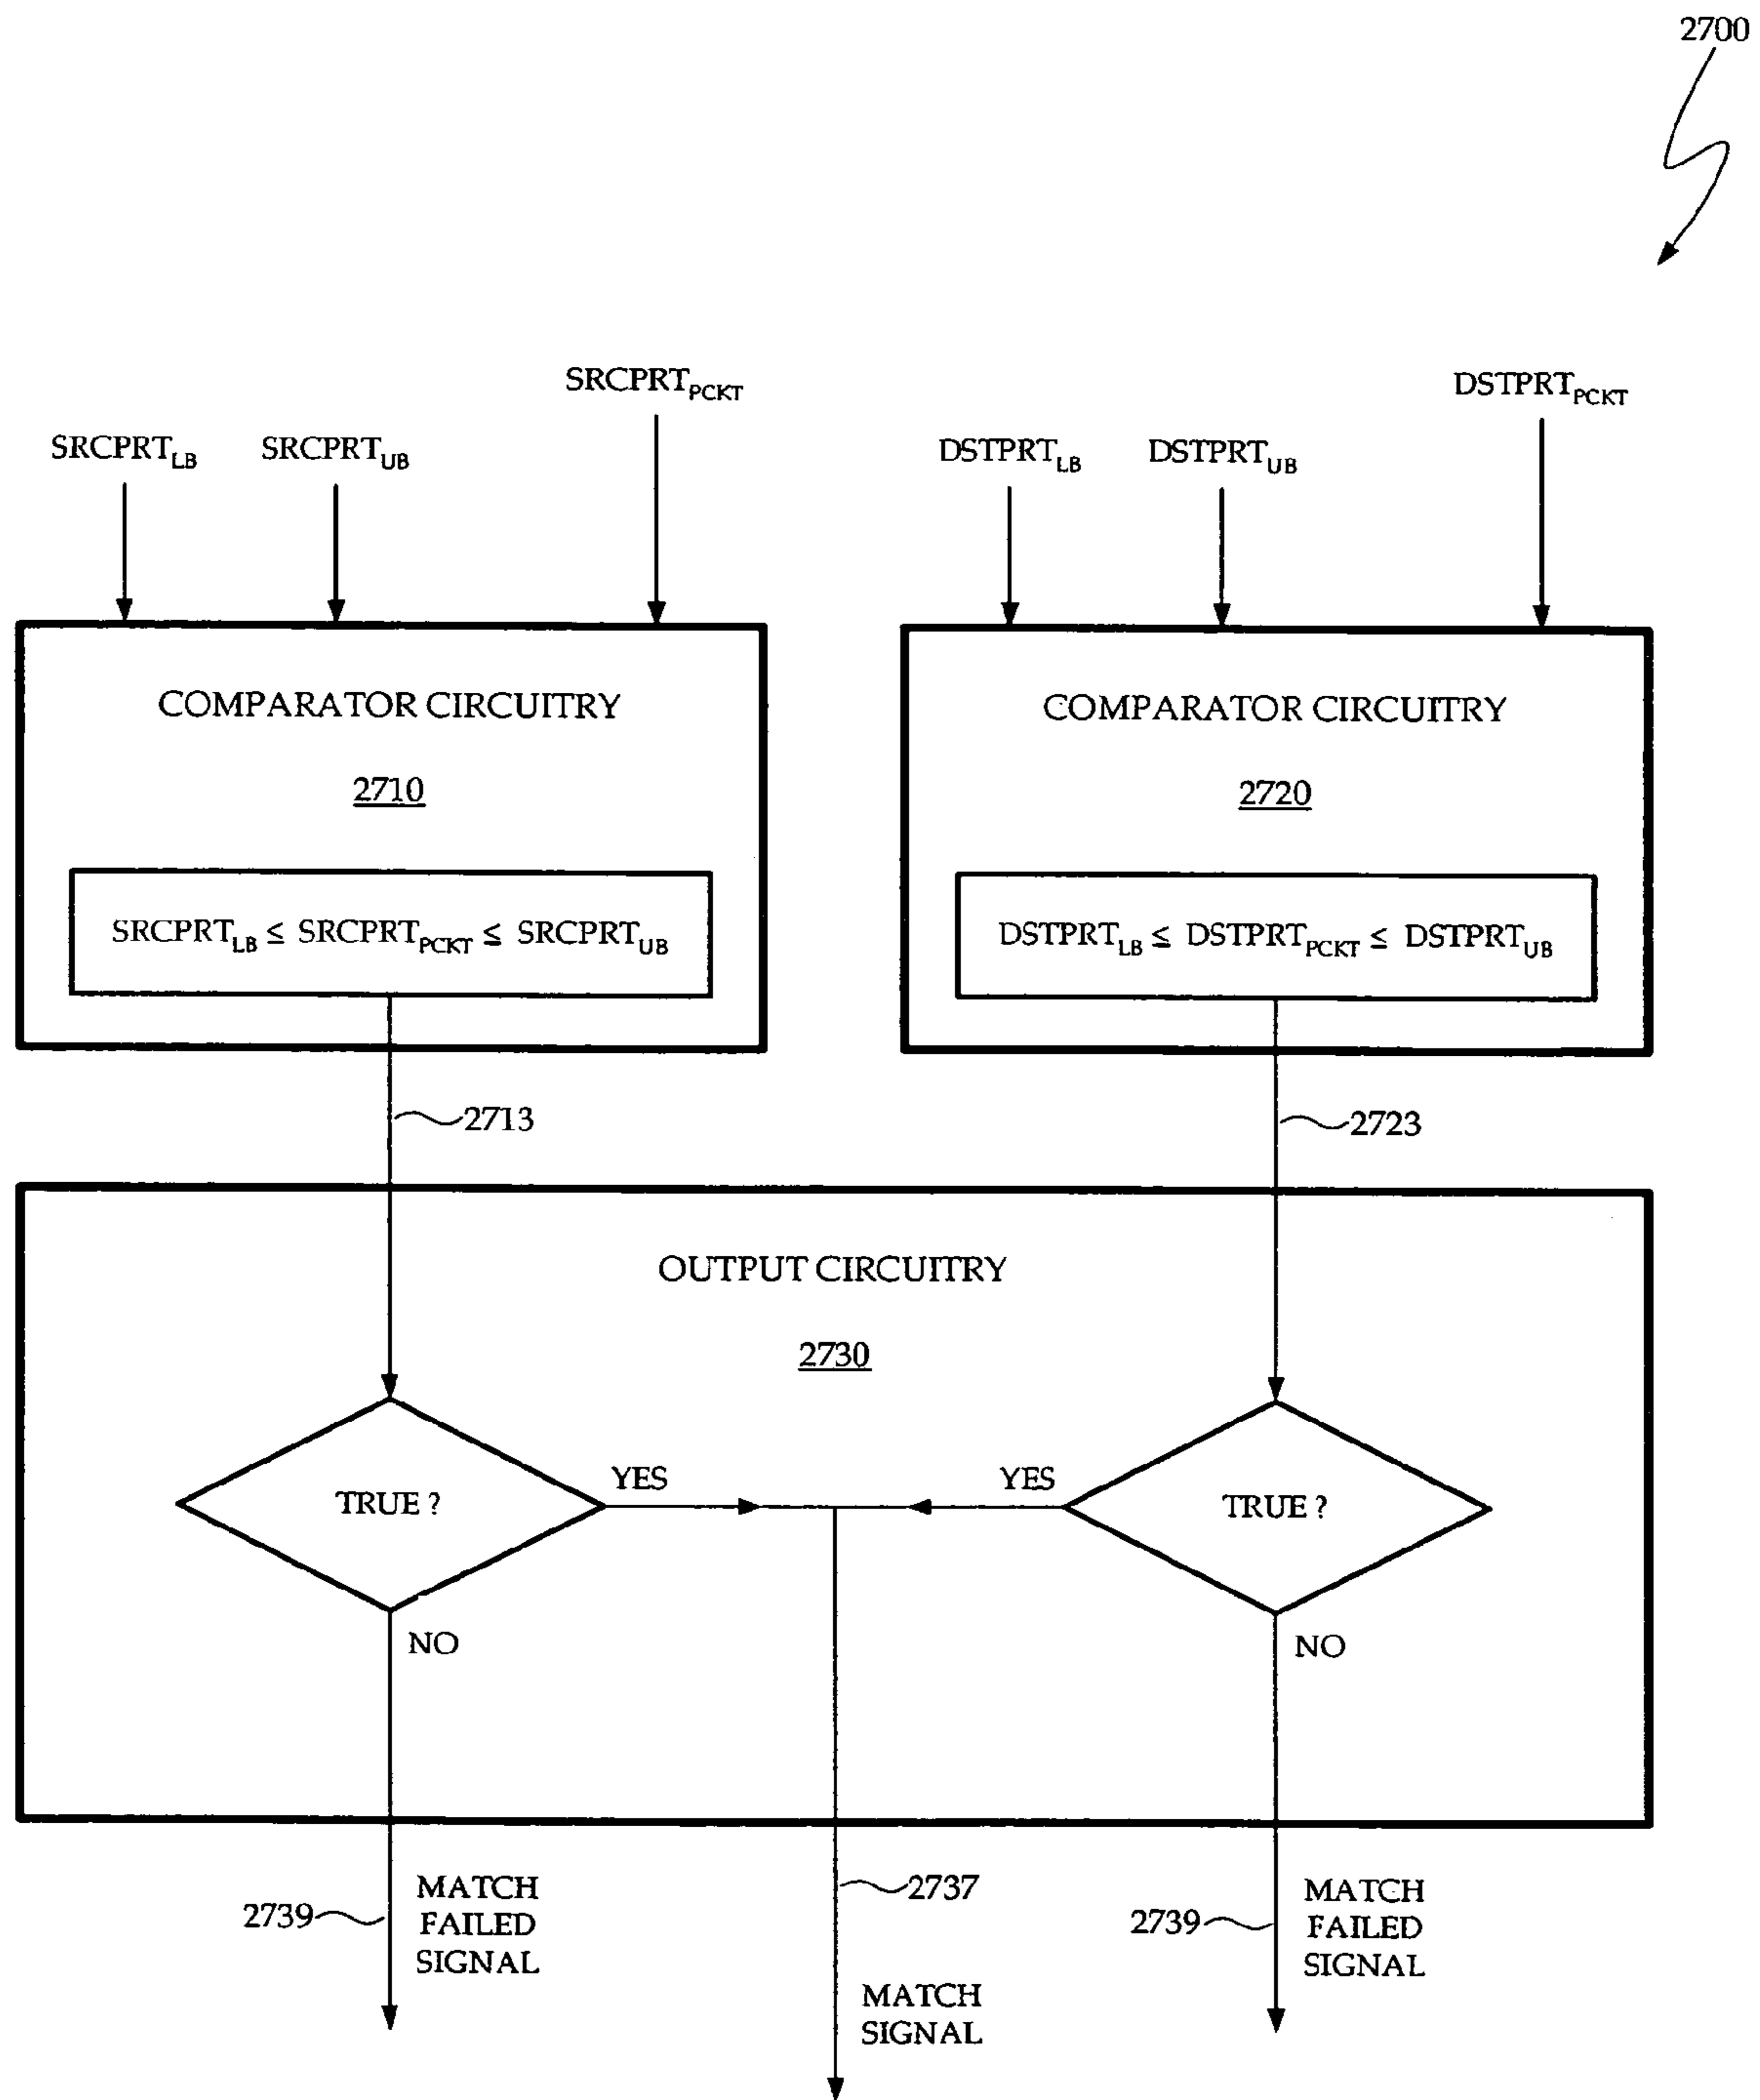 2700
SRCPRT_PCKT
DSTPRT_PCKT
SRCPRT_LB
SRCPRT_UB
DSTPRT_LB
DSTPRT_UB
COMPARATOR CIRCUITRY
2710
SRCPRT_LB ≤ SRCPRT_PCKT ≤ SRCPRT_UB
COMPARATOR CIRCUITRY
2720
DSTPRT_LB ≤ DSTPRT_PCKT ≤ DSTPRT_UB
2713
2723
OUTPUT CIRCUITRY
2730
TRUE ?
YES
YES
TRUE ?
NO
NO
2739
MATCH
FAILED
SIGNAL
2737
MATCH
SIGNAL
2739
MATCH
FAILED
SIGNAL